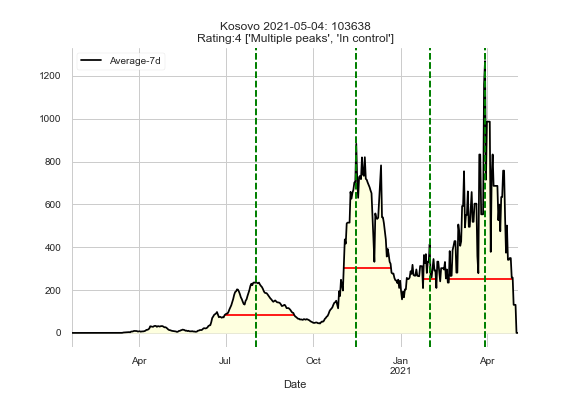 Kosovo 2021-05-04: 103638
Rating:4 ['Multiple peaks', 'In control']
Average-7d
1200
1000
800
600
400
200
0
Apr
Jul
Oct
Jan
2021
Apr
Date